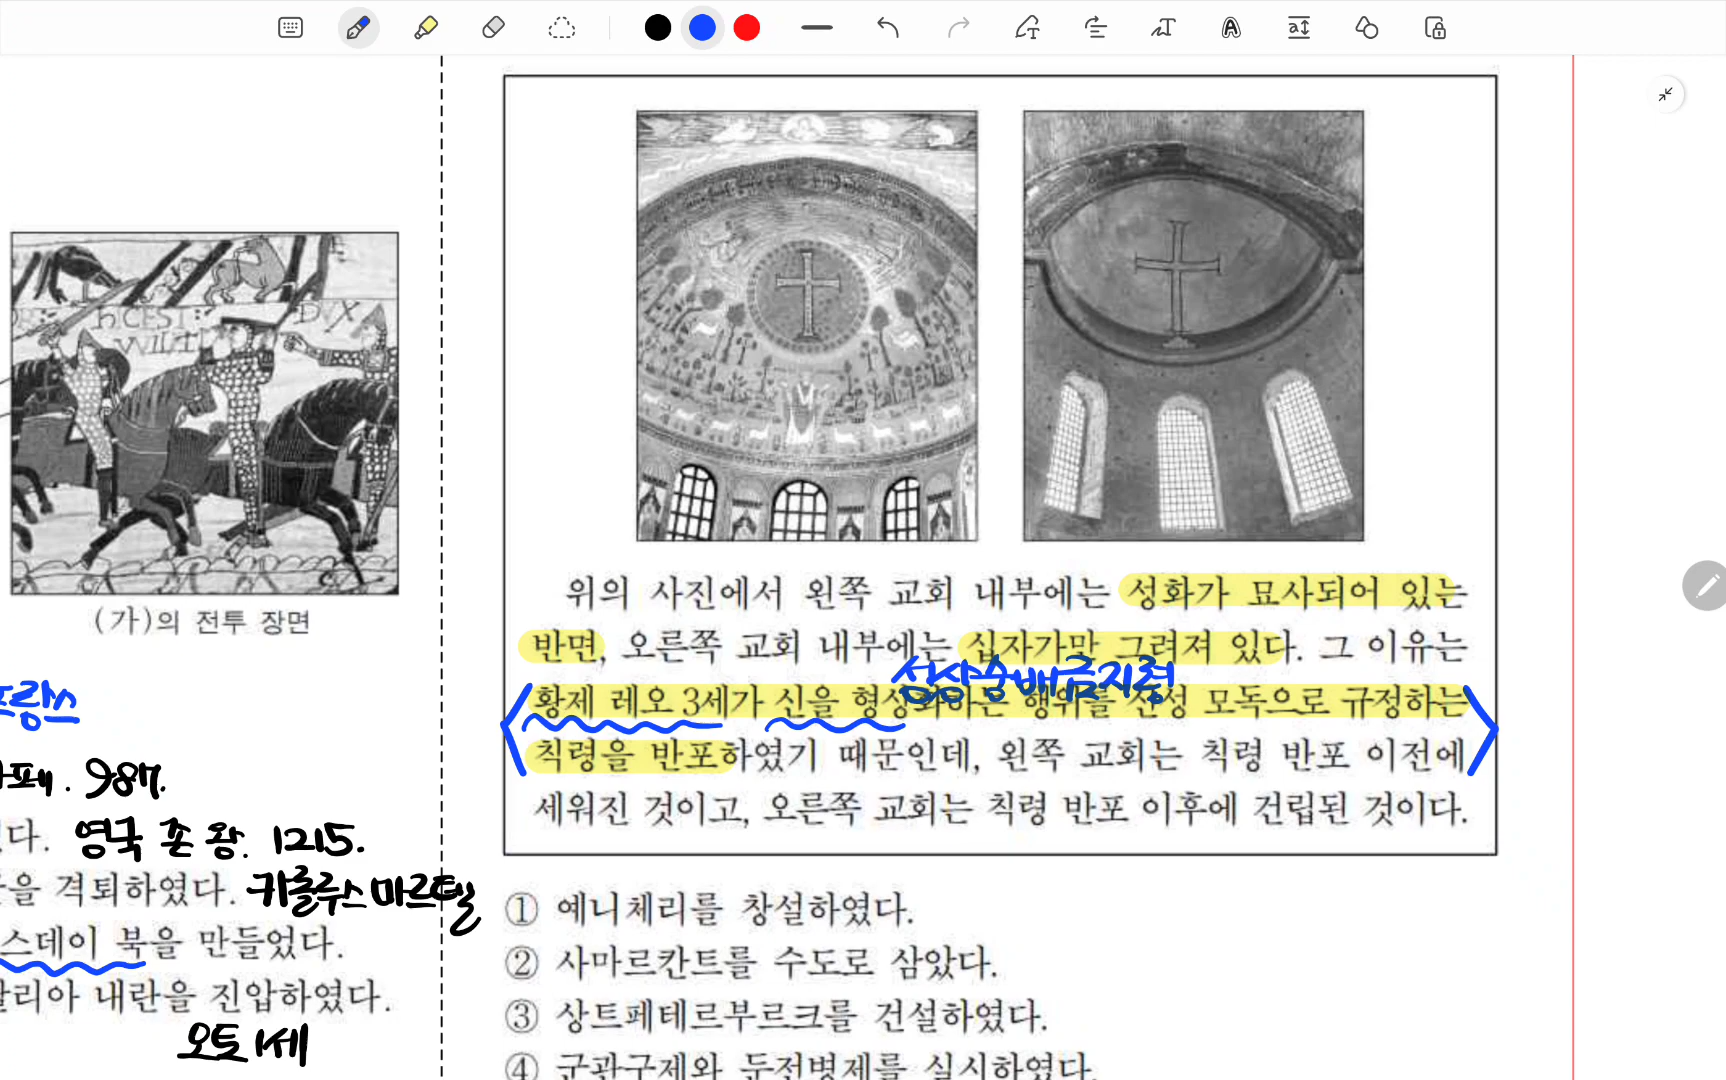 HIC EST
DVX
WILL
(가)의 전투 장면
987.
다. 영국 존 왕. 1215.
을 격퇴하였다. 카를루스 마르텔
스데이 북을 만들었다.
리아 내란을 진압하였다.
오토 1세
위의 사진에서 왼쪽 교회 내부에는 성화가 묘사되어 있는
반면, 오른쪽 교회 내부에는 십자가만 그려져 있다. 그 이유는
성상숭배금지령
황제 레오 3세가 신을 형상화하는 행위를 신성 모독으로 규정하는
칙령을 반포하였기 때문인데, 왼쪽 교회는 칙령 반포 이전에
세워진 것이고, 오른쪽 교회는 칙령 반포 이후에 건립된 것이다.
① 예니체리를 창설하였다.
② 사마르칸트를 수도로 삼았다.
③ 상트페테르부르크를 건설하였다.
④ 군관구제와 둔전병제를 실시하였다.